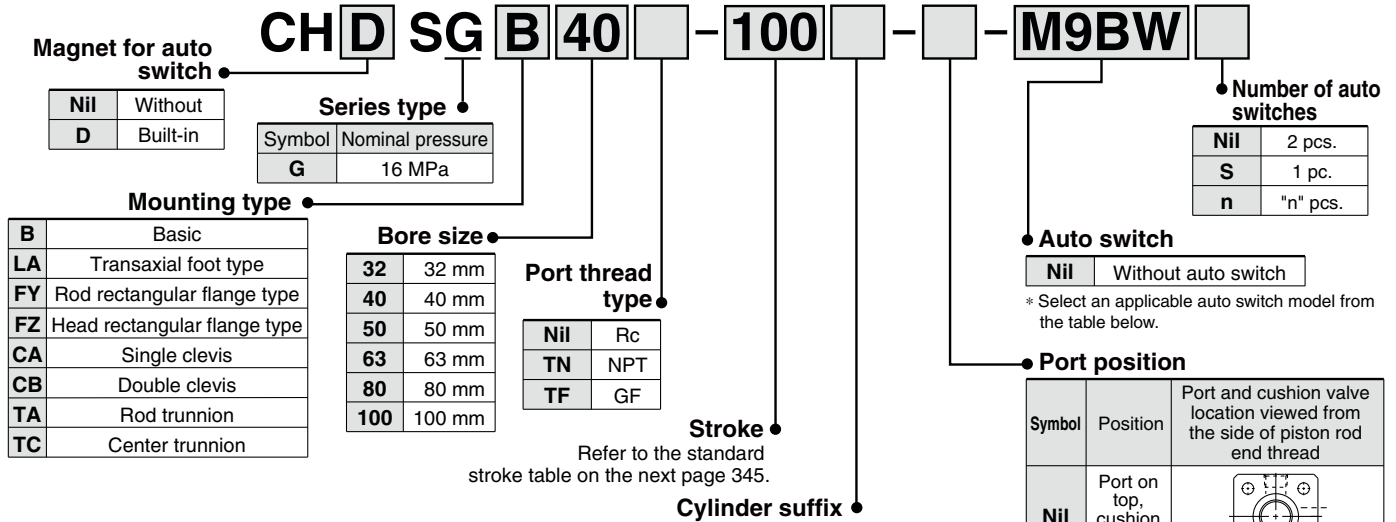 CHD SG B 40 – 100 – – M9BW
Magnet for auto
switch
Nil Without
D Built-in
Series type
Symbol Nominal pressure
G 16 MPa
Mounting type
B Basic
LA Transaxial foot type
FY Rod rectangular flange type
FZ Head rectangular flange type
CA Single clevis
CB Double clevis
TA Rod trunnion
TC Center trunnion
Bore size
32 32 mm
40 40 mm
50 50 mm
63 63 mm
80 80 mm
100 100 mm
Port thread
type
Nil Rc
TN NPT
TF GF
Stroke
Refer to the standard
stroke table on the next page 345.
Cylinder suffix
Number of auto
switches
Nil 2 pcs.
S 1 pc.
n "n" pcs.
Auto switch
Nil Without auto switch
* Select an applicable auto switch model from
the table below.
Port position
Symbol Position Port and cushion valve
location viewed from
the side of piston rod
end thread
Nil Port on
top,
cushion